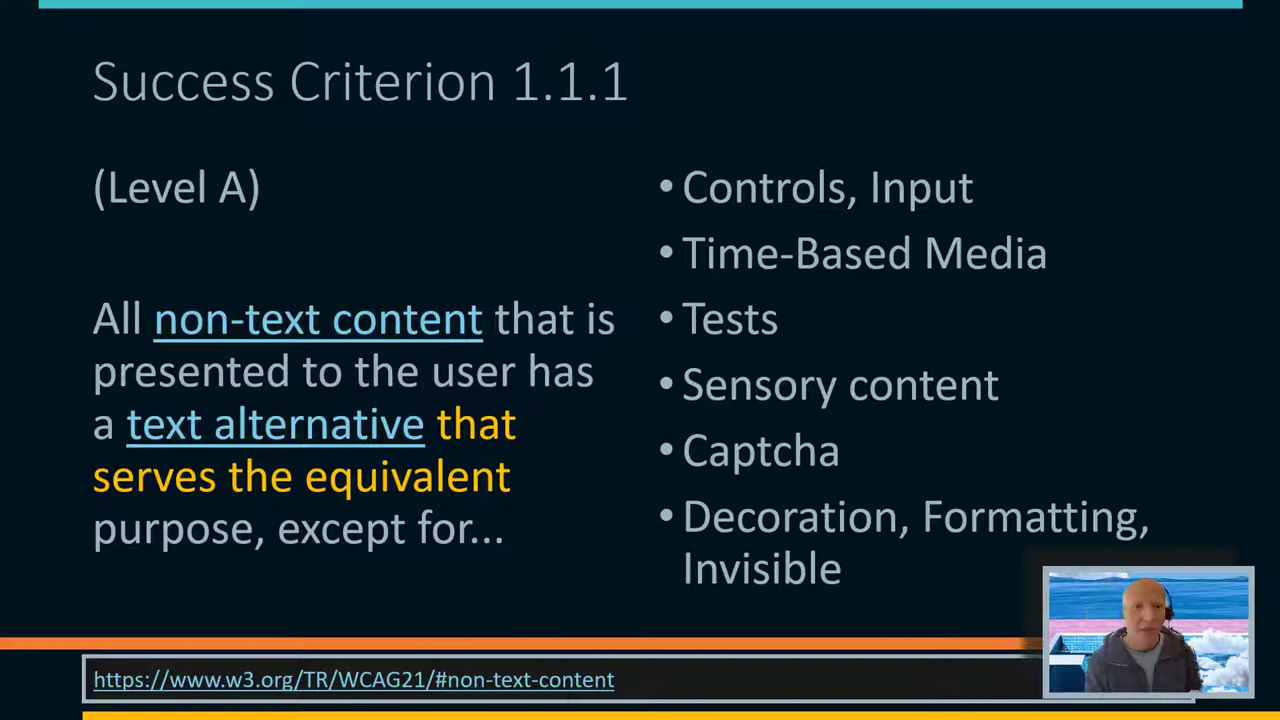 Success Criterion 1.1.1
(Level A)
All non-text content that is
presented to the user has
a text alternative that
serves the equivalent
purpose, except for...
• Controls, Input
• Time-Based Media
• Tests
• Sensory content
• Captcha
• Decoration, Formatting,
Invisible
https://www.w3.org/TR/WCAG21/#non-text-content